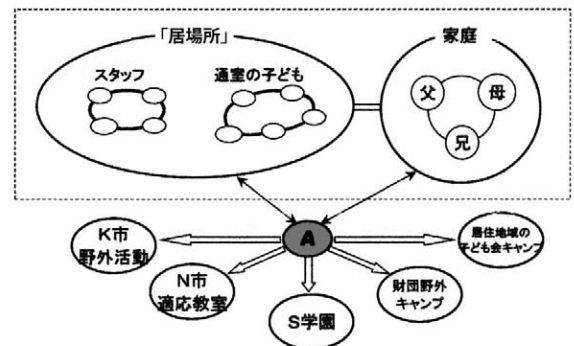 「居場所」
家庭
スタッフ
通室の子ども
父
母
兄
A
K市
野外活動
居住地域の
子ども会キャンプ
N市
適応教室
財団野外
キャンプ
S学園